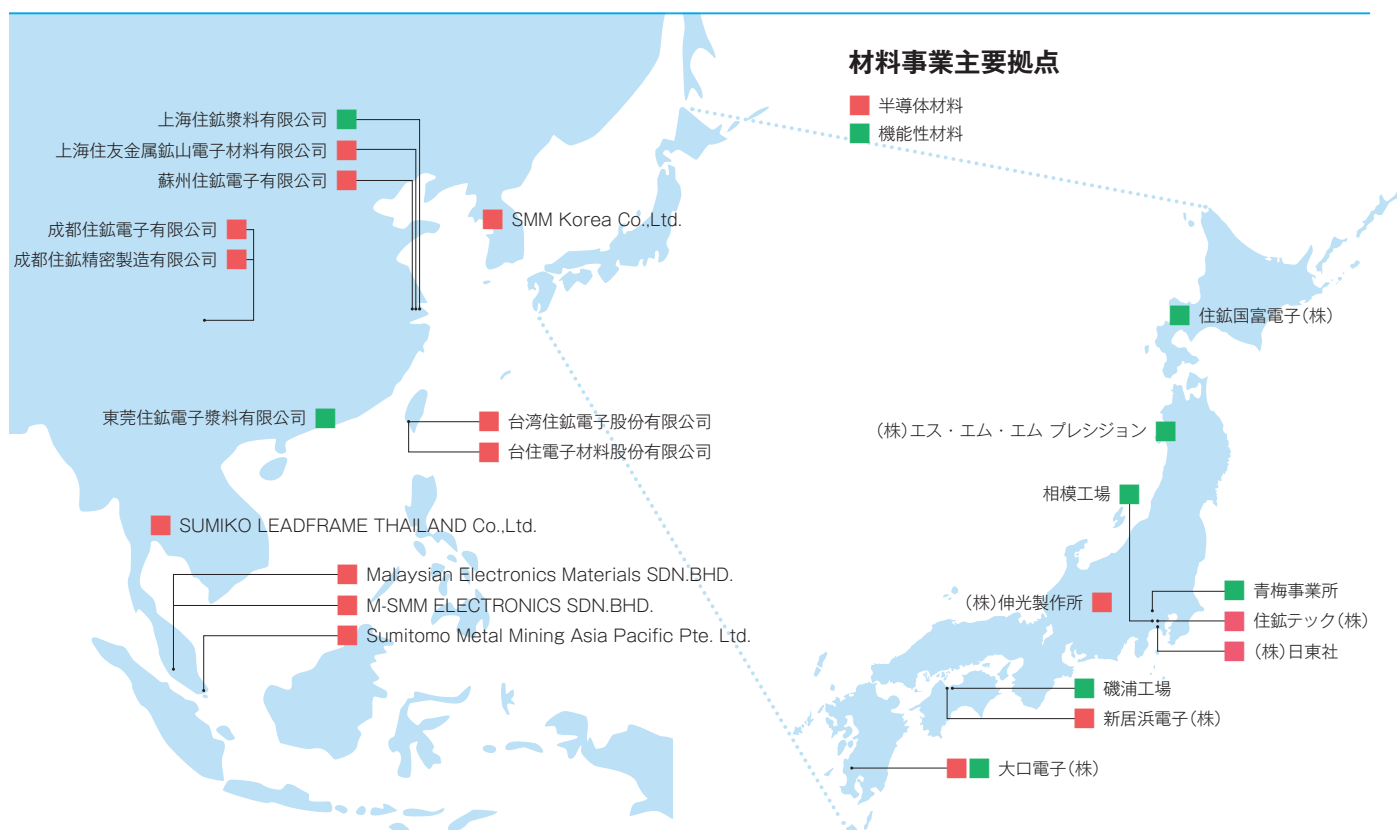 材料事業主要拠点
半導体材料
機能性材料
上海住鉱漿料有限公司
上海住友金属鉱山電子材料有限公司
蘇州住鉱電子有限公司
成都住鉱電子有限公司
成都住鉱精密製造有限公司
SMM Korea Co.,Ltd.
東莞住鉱電子漿料有限公司
台湾住鉱電子股份有限公司
台住電子材料股份有限公司
SUMIKO LEADFRAME THAILAND Co.,Ltd.
Malaysian Electronics Materials SDN.BHD.
M-SMM ELECTRONICS SDN.BHD.
Sumitomo Metal Mining Asia Pacific Pte. Ltd.
住鉱国富電子(株)
(株)エス・エム・エム プレシジョン
相模工場
(株)伸光製作所
青梅事業所
住鉱テック(株)
(株)日東社
磯浦工場
新居浜電子(株)
大口電子(株)